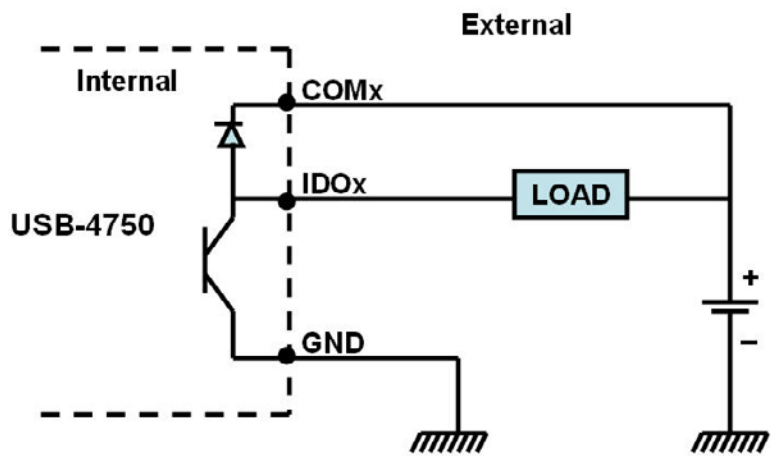 External
Internal
COMx
IDOx
LOAD
USB-4750
+
GND
–